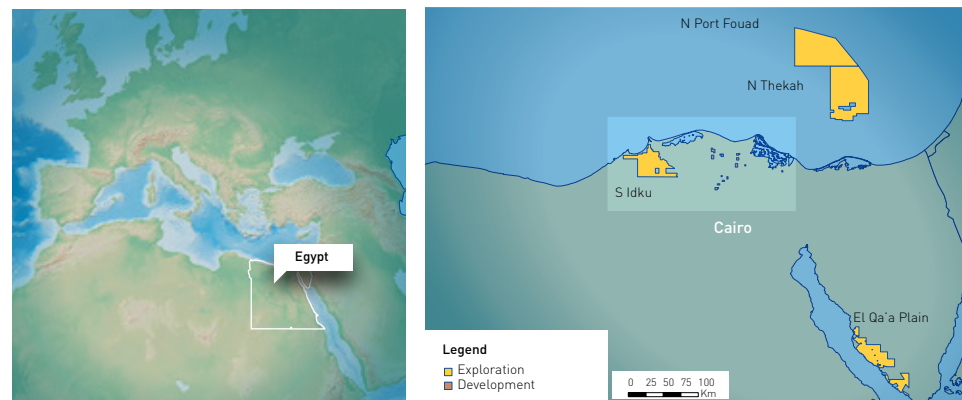 Egypt
N Port Fouad
N Thekah
S Idku
Cairo
El Qa'a Plain
Legend
Exploration
Development
0 25 50 75 100
Km